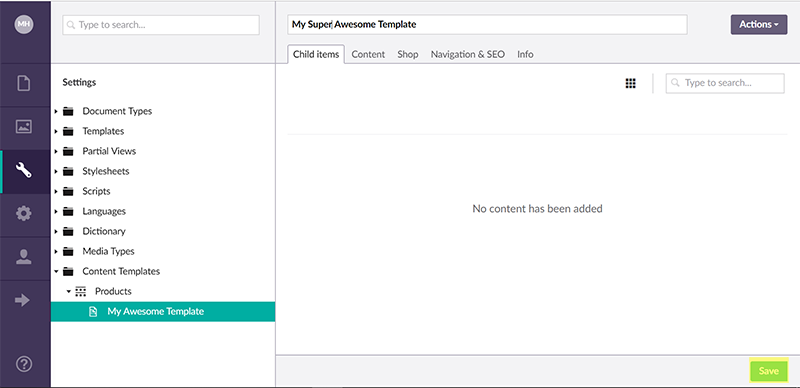 MH
Type to search...
Settings
Document Types
Templates
Partial Views
Stylesheets
Scripts
Languages
Dictionary
Media Types
Content Templates
Products
My Awesome Template
My Super Awesome Template
Actions
Child items Content Shop Navigation & SEO Info
Type to search...
No content has been added
Save